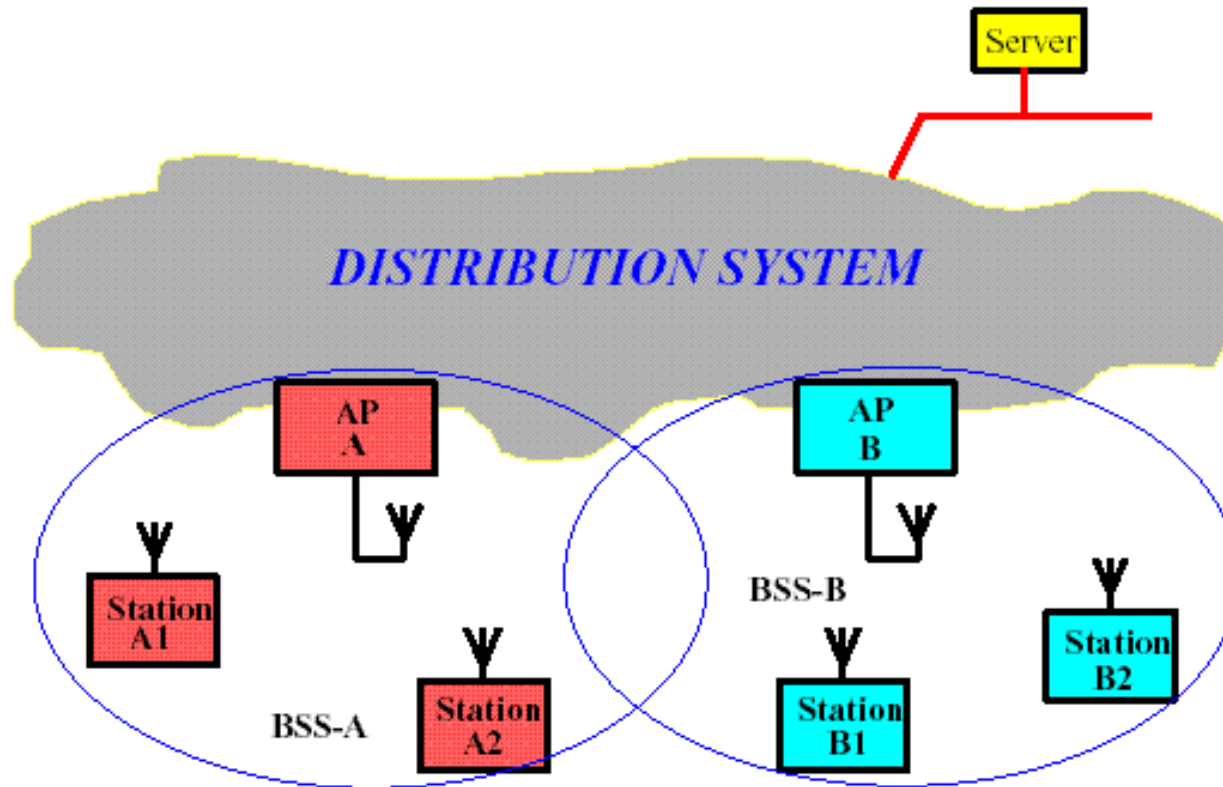 Server
DISTRIBUTION SYSTEM
AP
A
AP
B
BSS-B
Station
A1
Station
B2
Station
A2
BSS-A
Station
B1